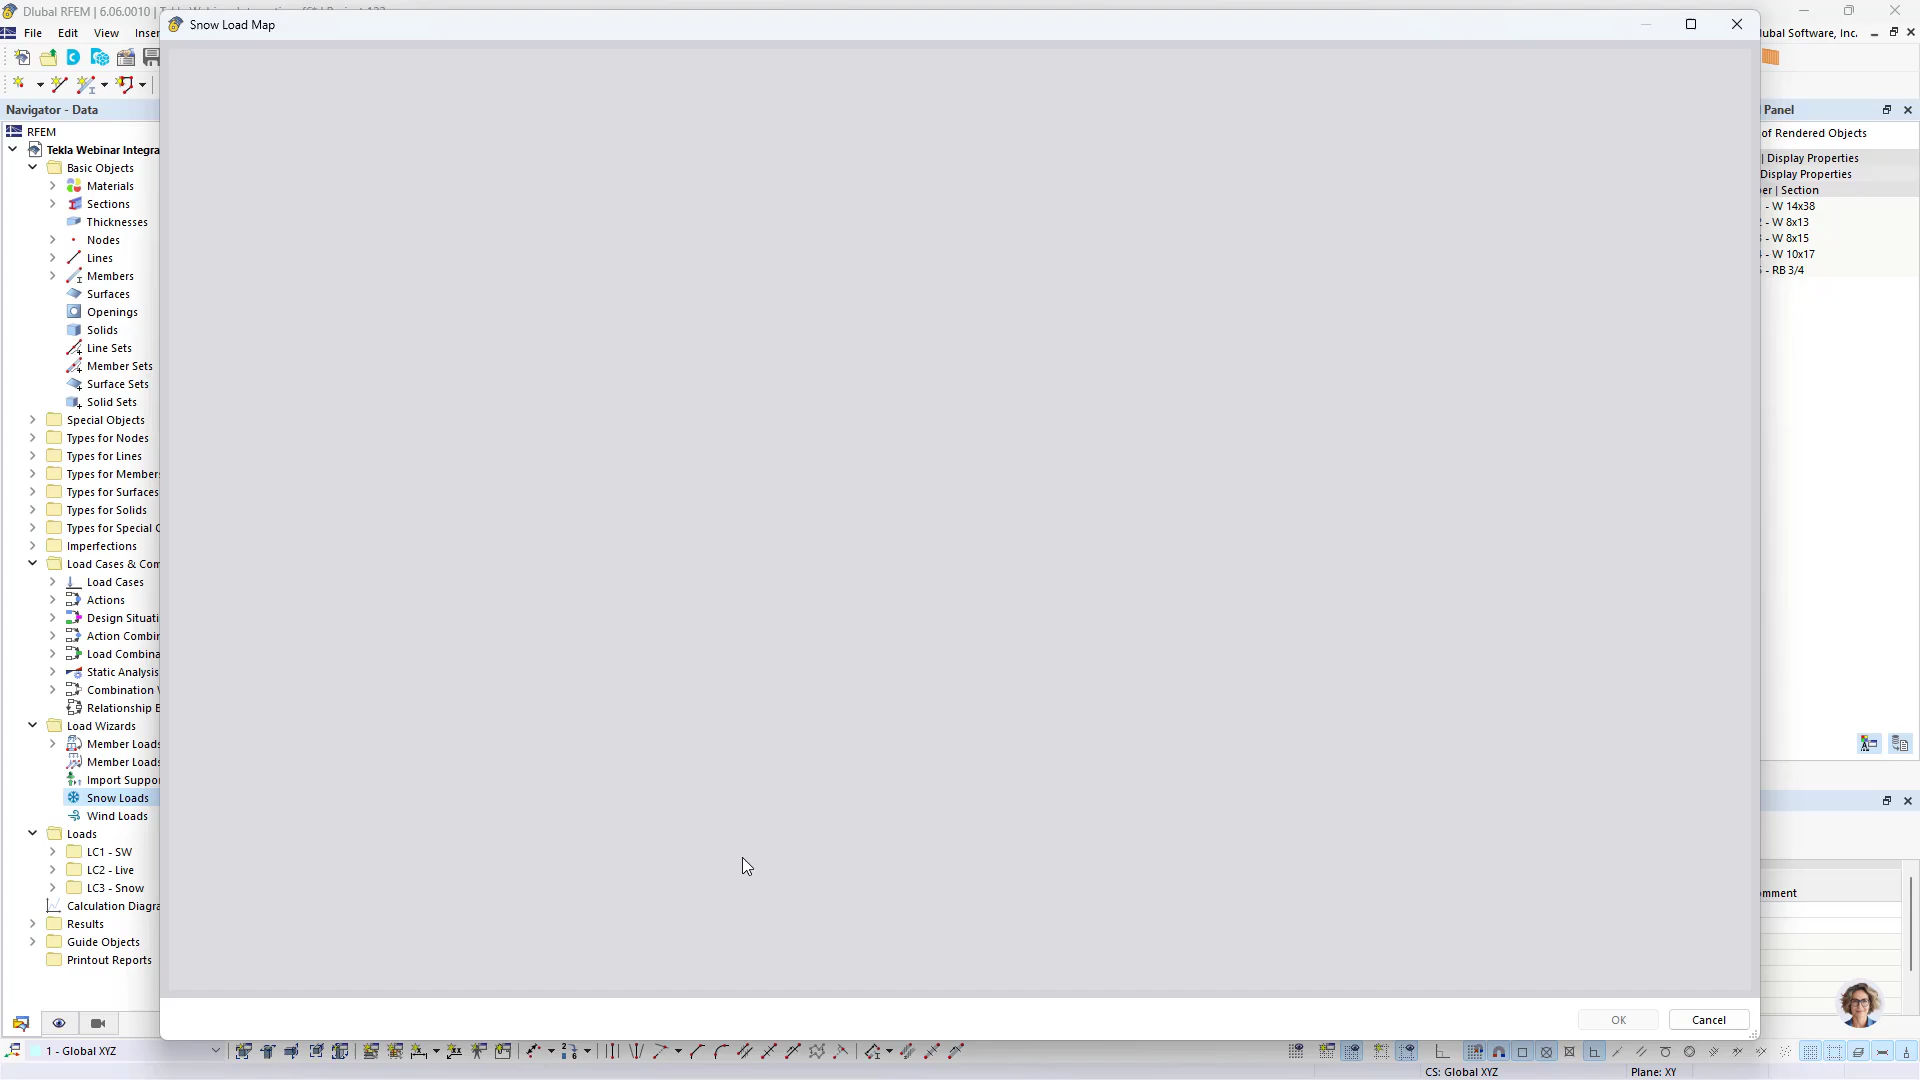 Dlubal RFEM | 6.06.0010 |
Snow Load Map
File Edit View Inser
lubal Software, Inc.
Navigator - Data
RFEM
Tekla Webinar Integra
Basic Objects
Materials
Sections
Thicknesses
Nodes
Lines
Members
Surfaces
Openings
Solids
Line Sets
Member Sets
Surface Sets
Solid Sets
Special Objects
Types for Nodes
Types for Lines
Types for Members
Types for Surfaces
Types for Solids
Types for Special C
Imperfections
Load Cases & Com
Load Cases
Actions
Design Situati
Action Combin
Load Combina
Static Analysis
Combination W
Relationship B
Load Wizards
Member Loads
Member Loads
Import Suppor
Snow Loads
Wind Loads
Loads
LC1 - SW
LC2 - Live
LC3 - Snow
Calculation Diagra
Results
Guide Objects
Printout Reports
Panel
of Rendered Objects
| Display Properties
Display Properties
er | Section
- W 14x38
- W 8x13
- W 8x15
- W 10x17
- RB 3/4
mment
OK Cancel
1 - Global XYZ
CS: Global XYZ Plane: XY